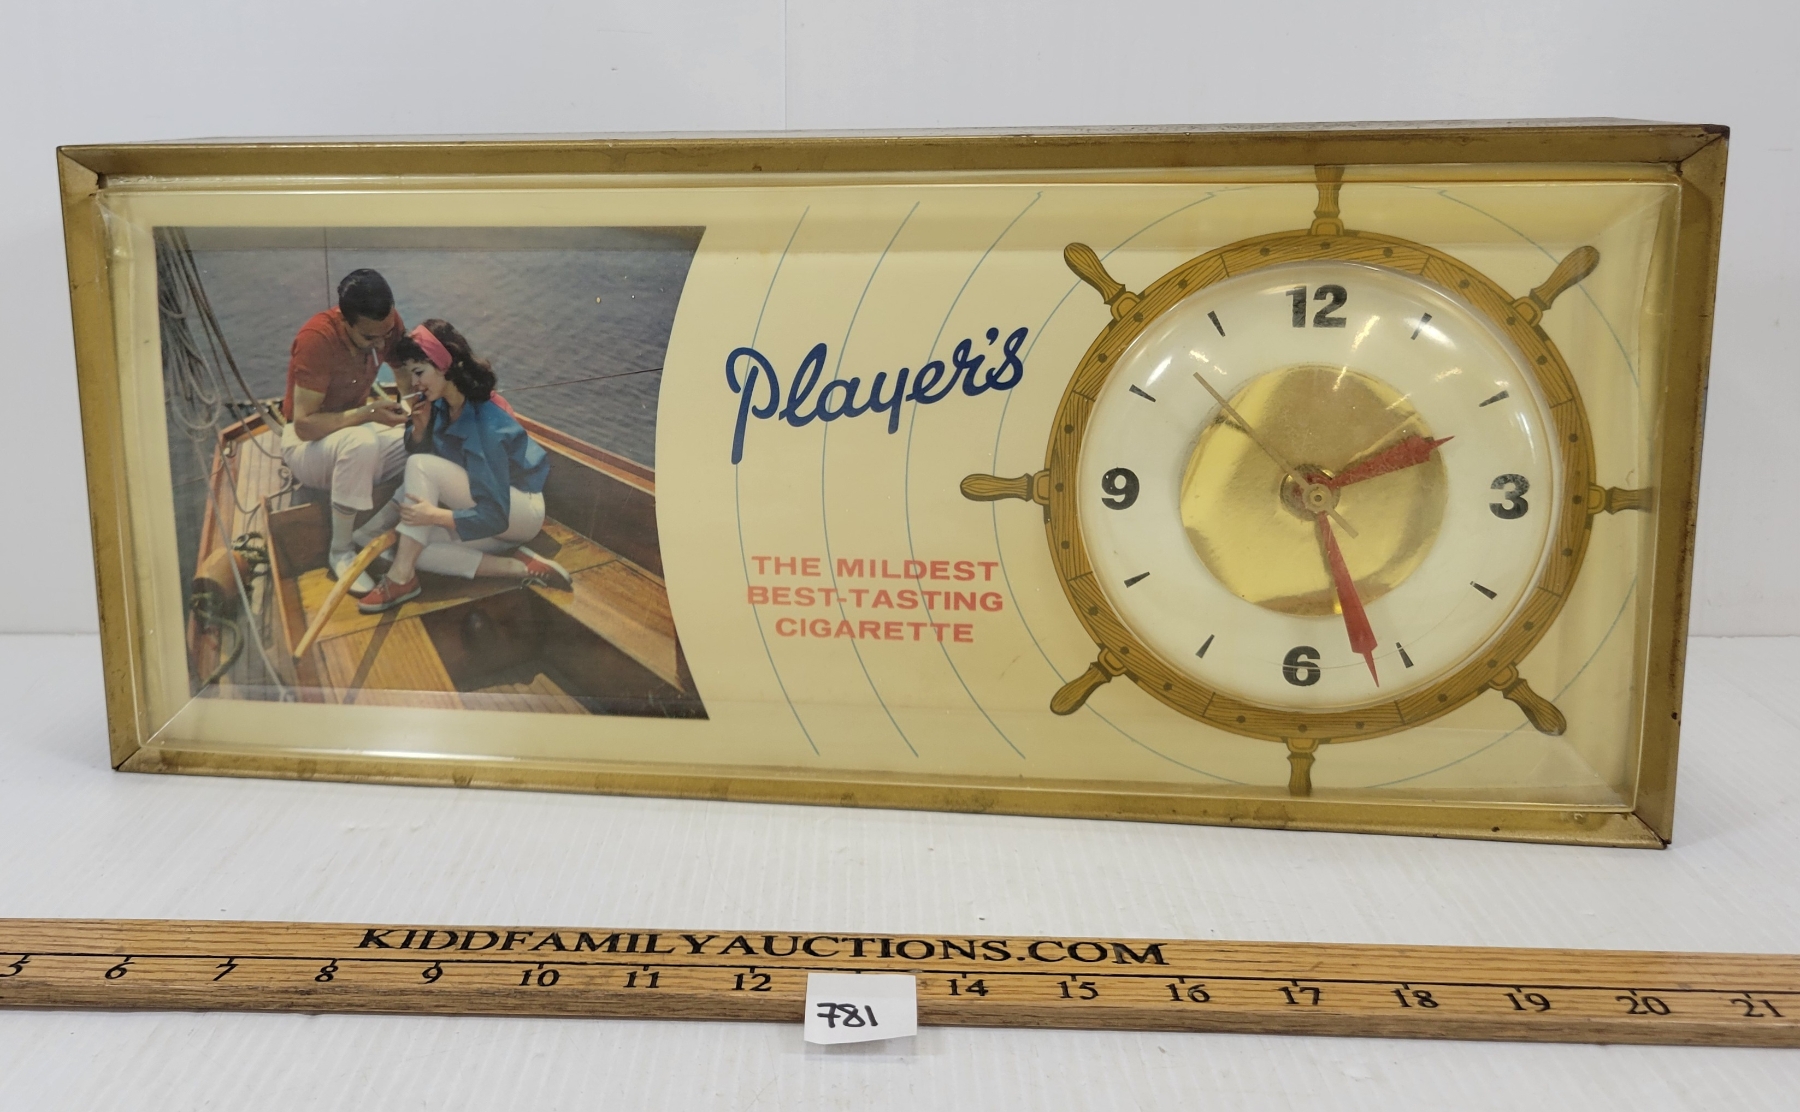 Player's
THE MILDEST
BEST-TASTING
CIGARETTE
12
9
3
6
KIDDFAMILYAUCTIONS.COM
5 6 7 8 9 10 11 12 14 15 16 17 18 19 20 21
781